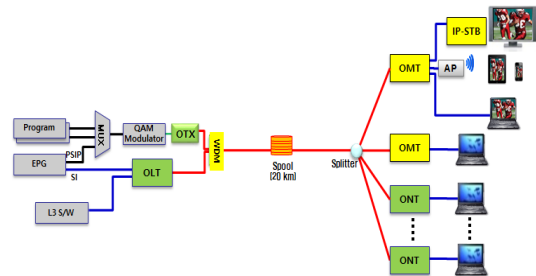 IP-STB
OMT
AP
Program
MUX
QAM
Modulator
OTX
WDM
PSIP
EPG
SI
OLT
L3 S/W
Spool
(20 km)
Splitter
OMT
ONT
ONT